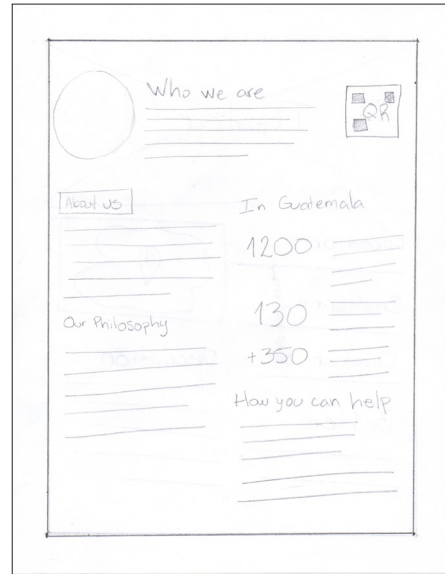 Who we are
QR
About us
Our Philosophy
In Guatemala
1200
130
+350
How you can help